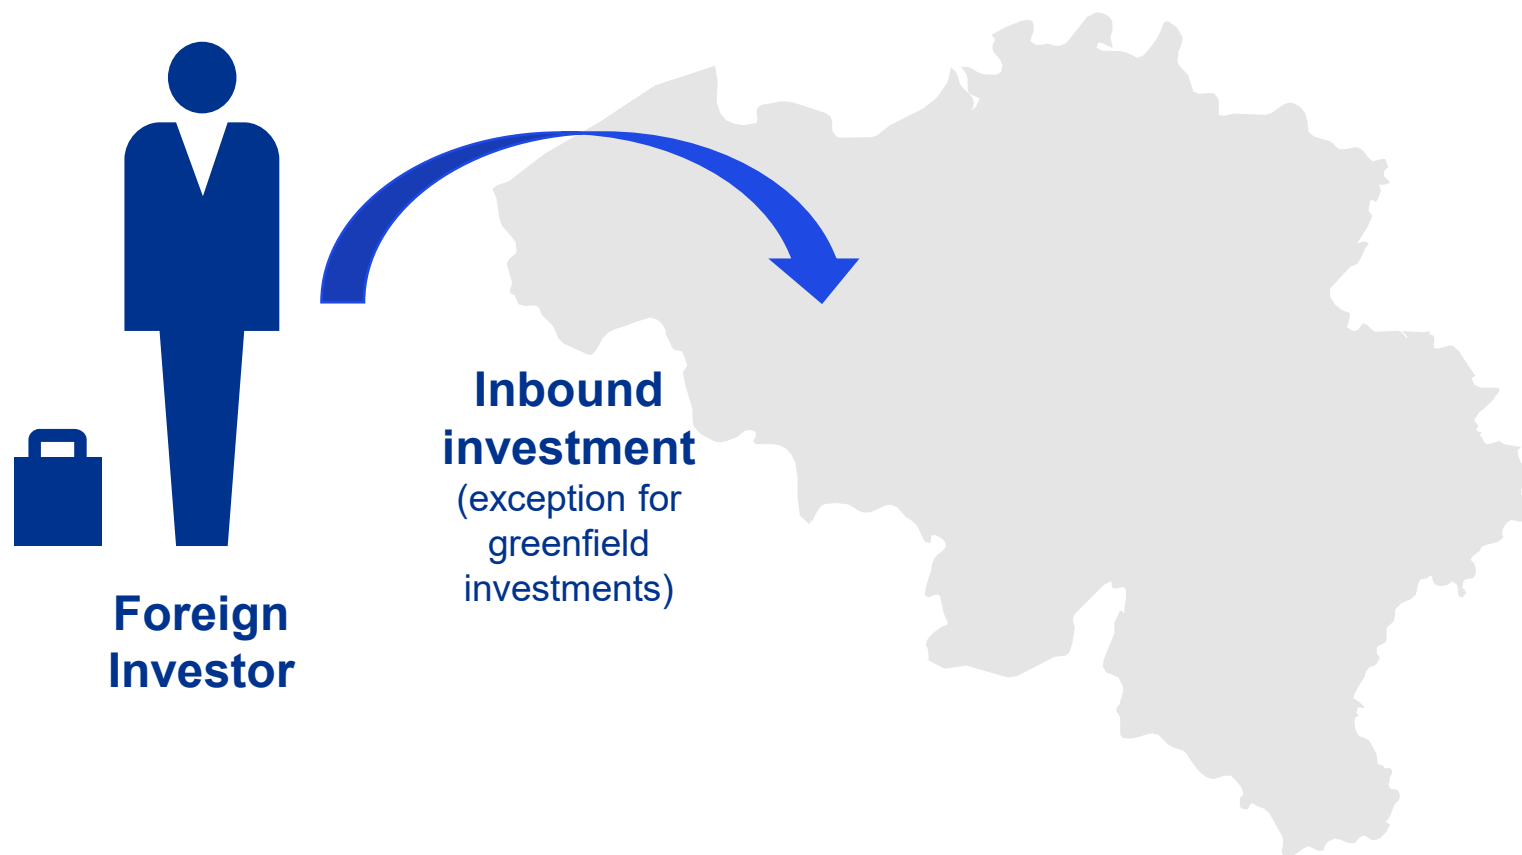 Inbound
investment
(exception for
greenfield
investments)
Foreign
Investor